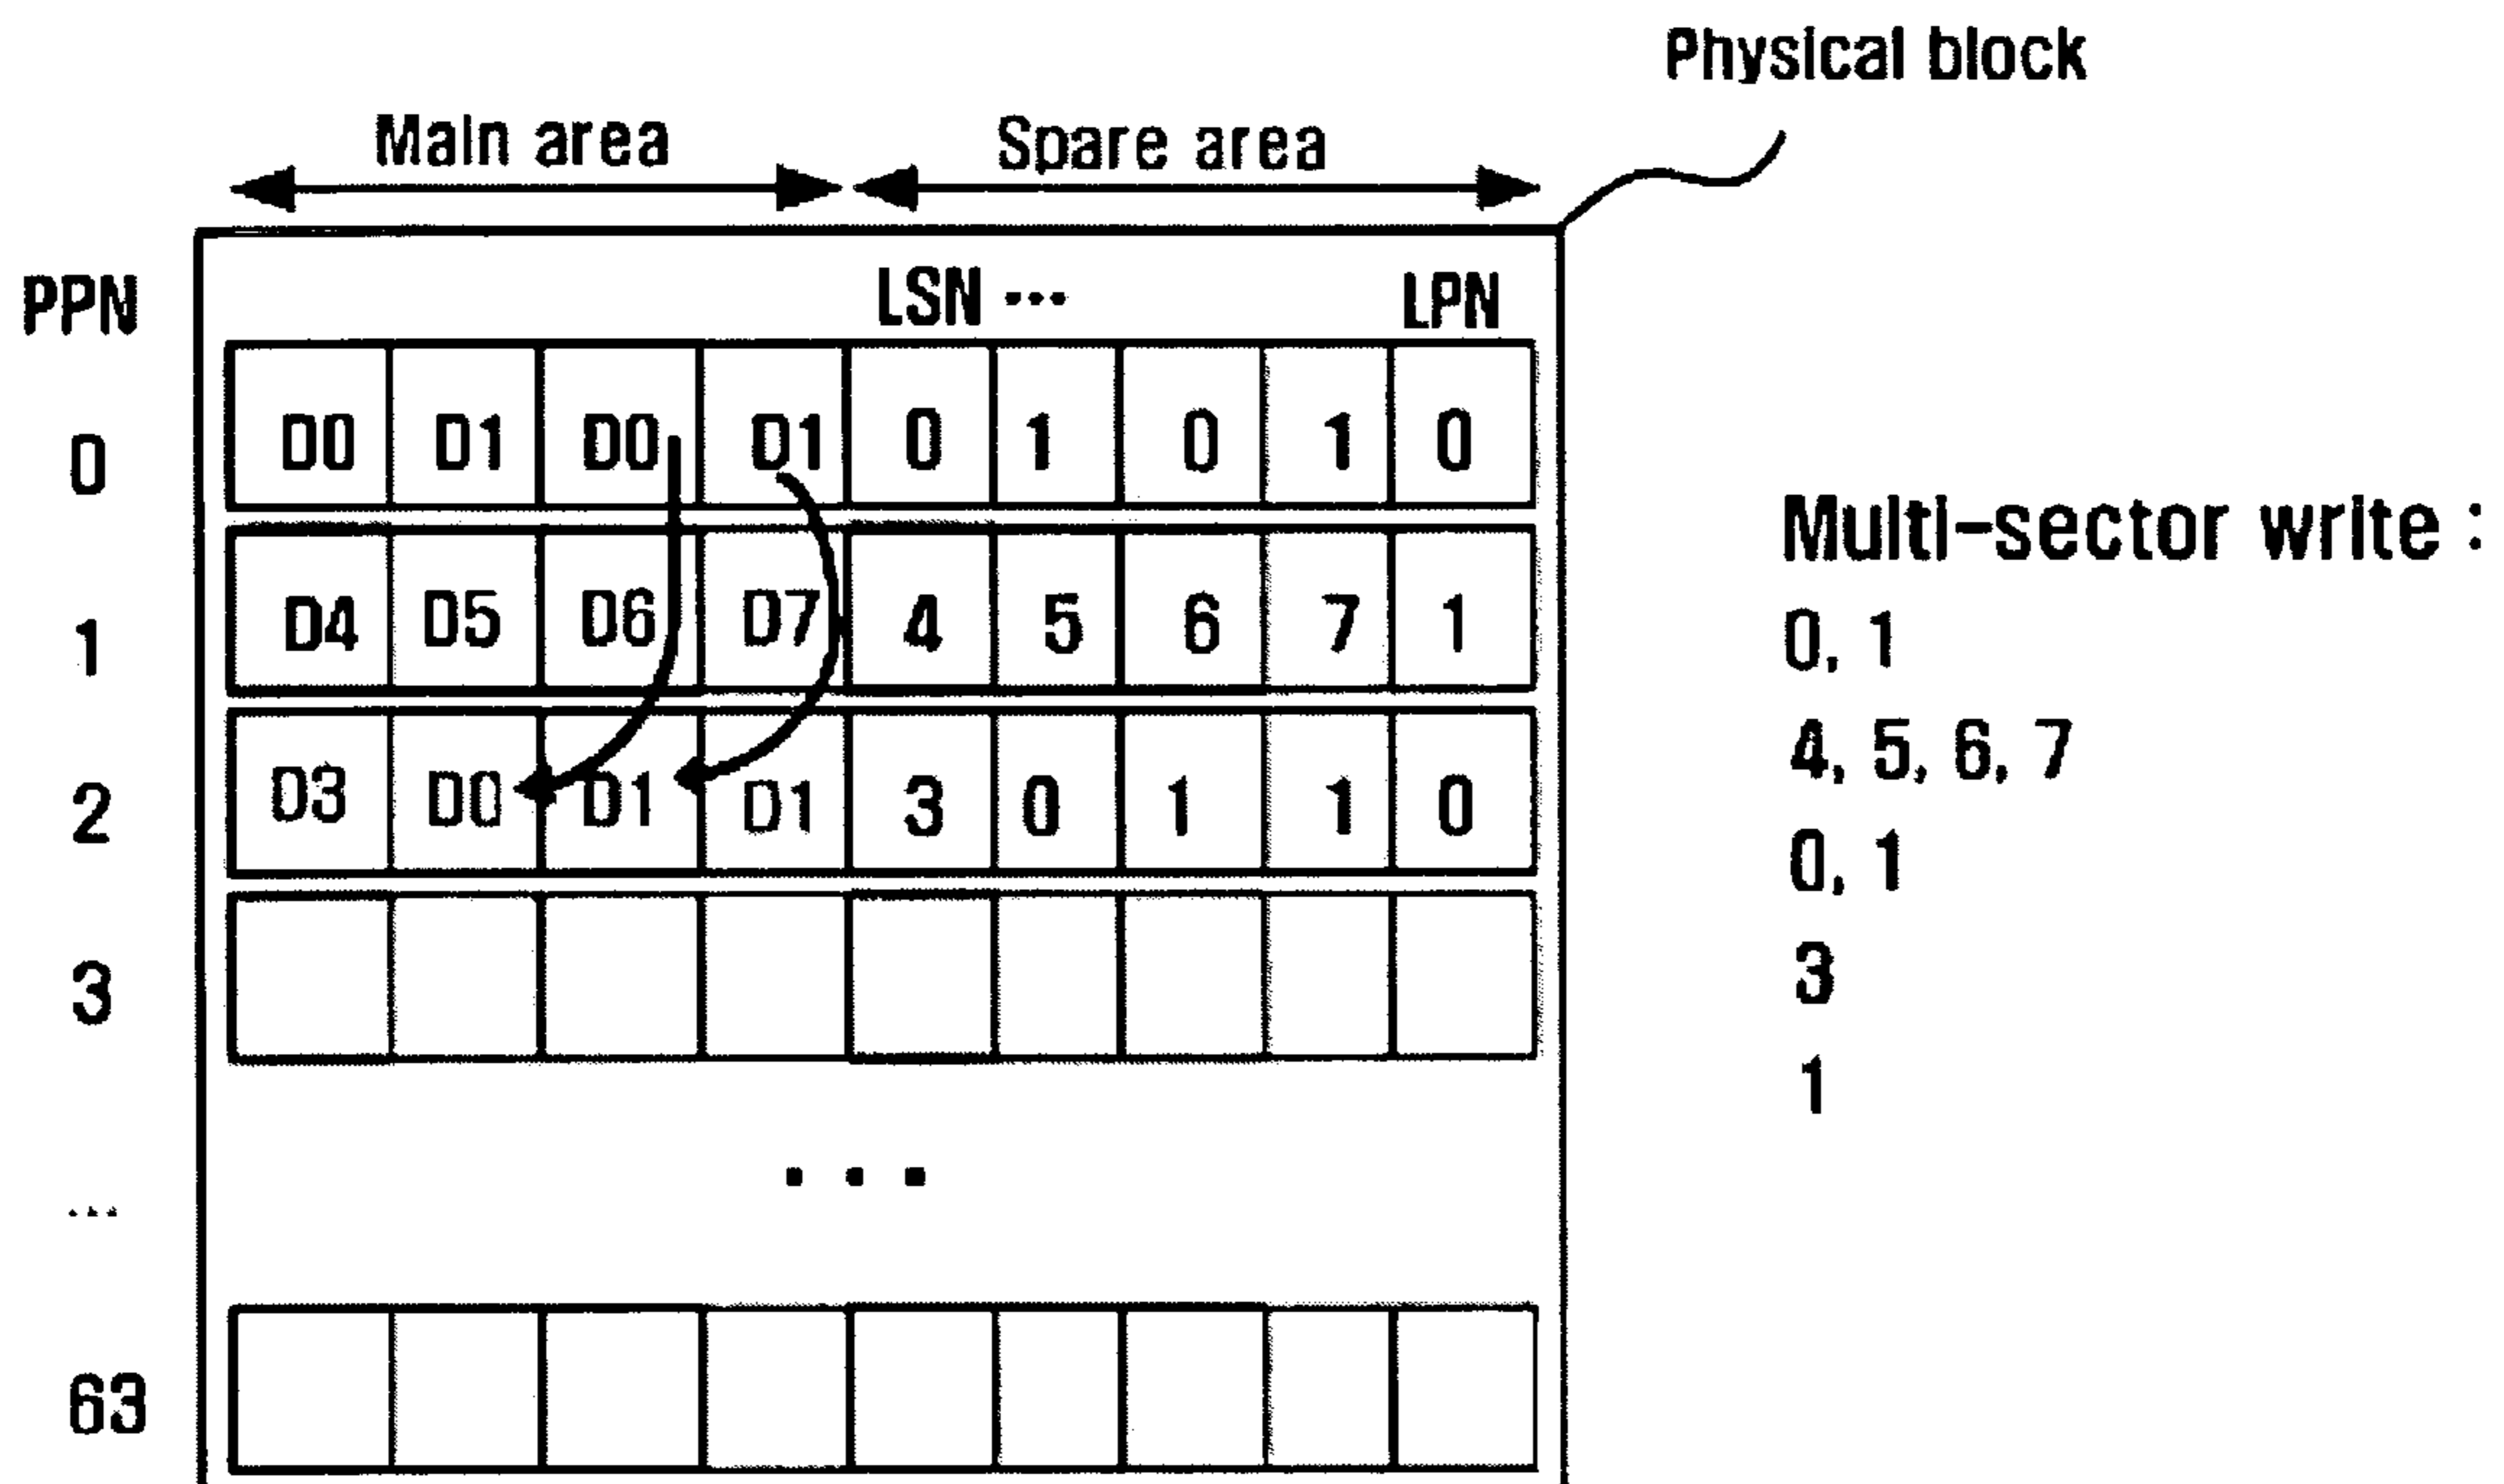 Physical block
Main area Spare area
PPN LSN ... LPN
0 D0 D1 D0 D1 0 1 0 1 0
1 D4 D5 D6 D7 4 5 6 7 1
2 D3 D0 D1 D1 3 0 1 1 0
3
...
...
63
Multi-sector write :
0, 1
4, 5, 6, 7
0, 1
3
1